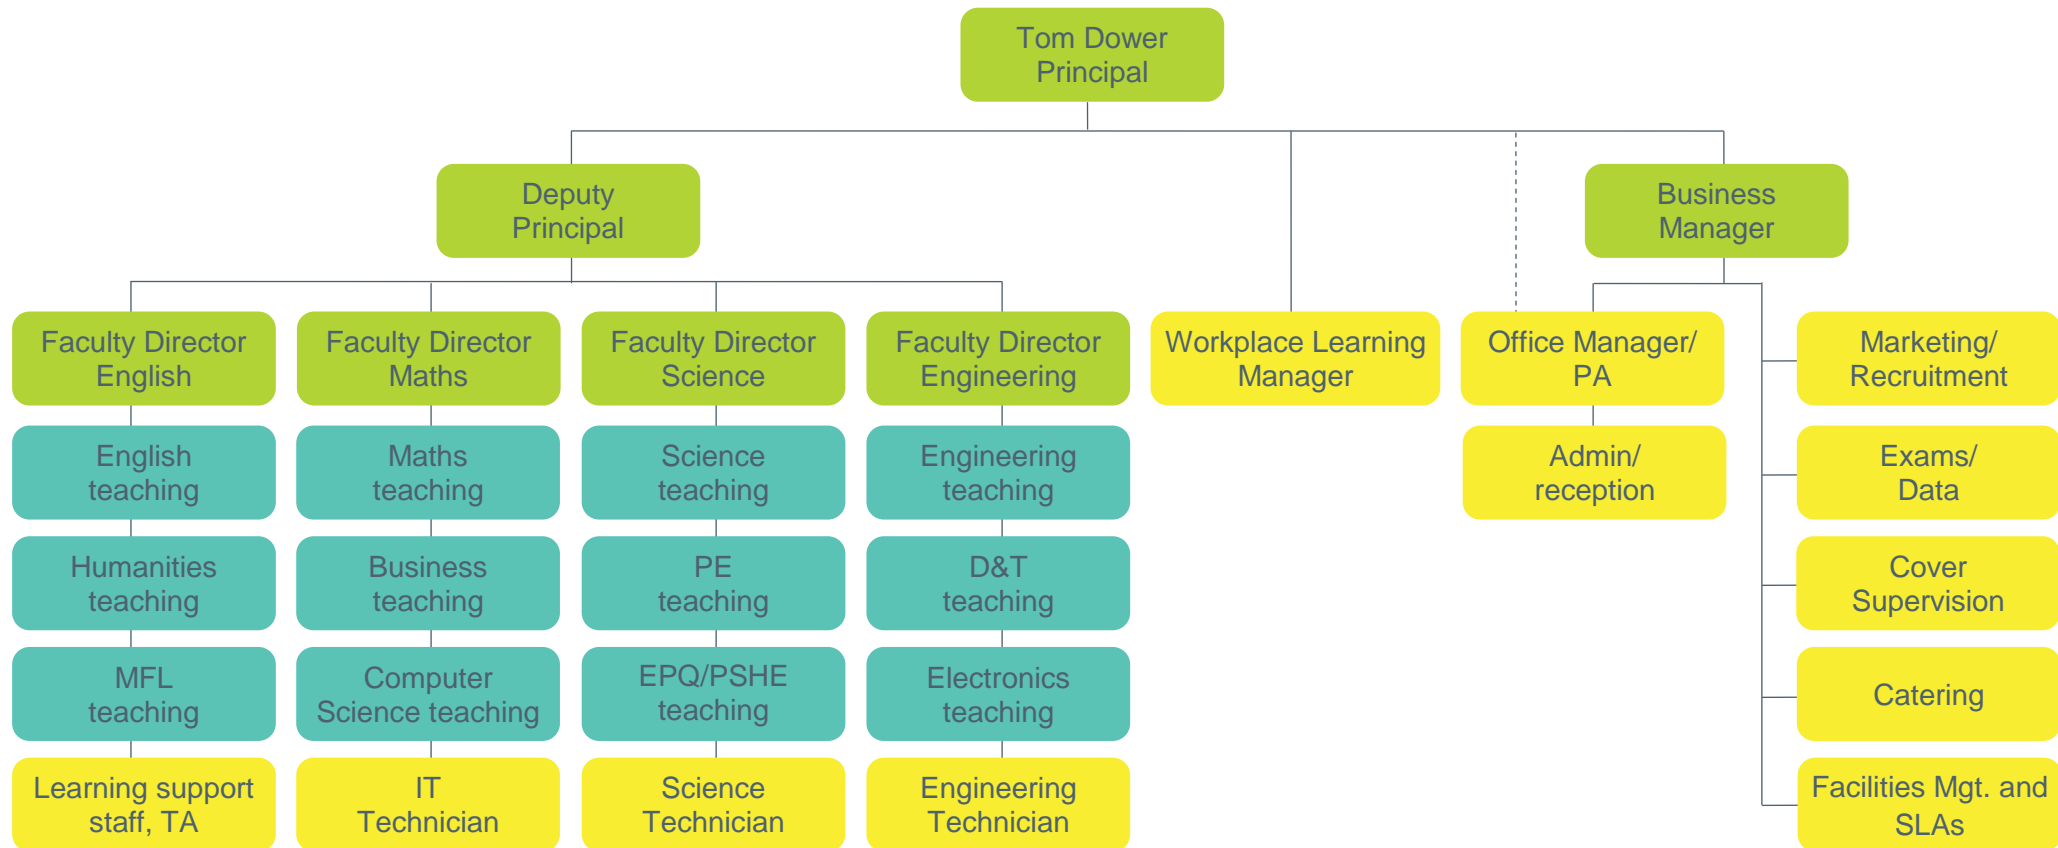 Tom Dower
Principal
Deputy
Principal
Business
Manager
Faculty Director
English
Faculty Director
Maths
Faculty Director
Science
Faculty Director
Engineering
Workplace Learning
Manager
Office Manager/
PA
Marketing/
Recruitment
English
teaching
Maths
teaching
Science
teaching
Engineering
teaching
Admin/
reception
Exams/
Data
Humanities
teaching
Business
teaching
PE
teaching
D&T
teaching
Cover
Supervision
MFL
teaching
Computer
Science teaching
EPQ/PSHE
teaching
Electronics
teaching
Catering
Learning support
staff, TA
IT
Technician
Science
Technician
Engineering
Technician
Facilities Mgt. and
SLAs